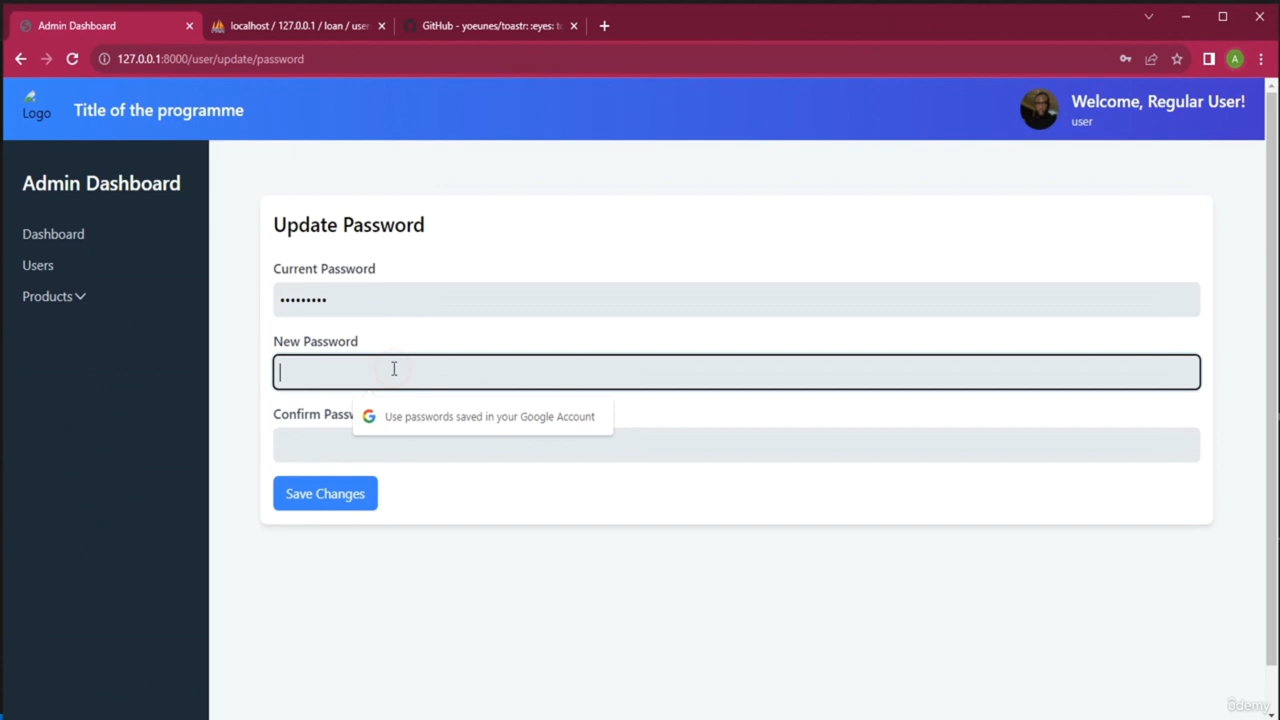 Admin Dashboard
localhost / 127.0.0.1 / loan / user
GitHub - yoeunes/toastr: :eyes: to
127.0.0.1:8000/user/update/password
A
Logo
Title of the programme
Welcome, Regular User!
user
Admin Dashboard
Dashboard
Users
Products
Update Password
Current Password
•••••••••
New Password
Confirm Passw
Use passwords saved in your Google Account
Save Changes
ûdemy